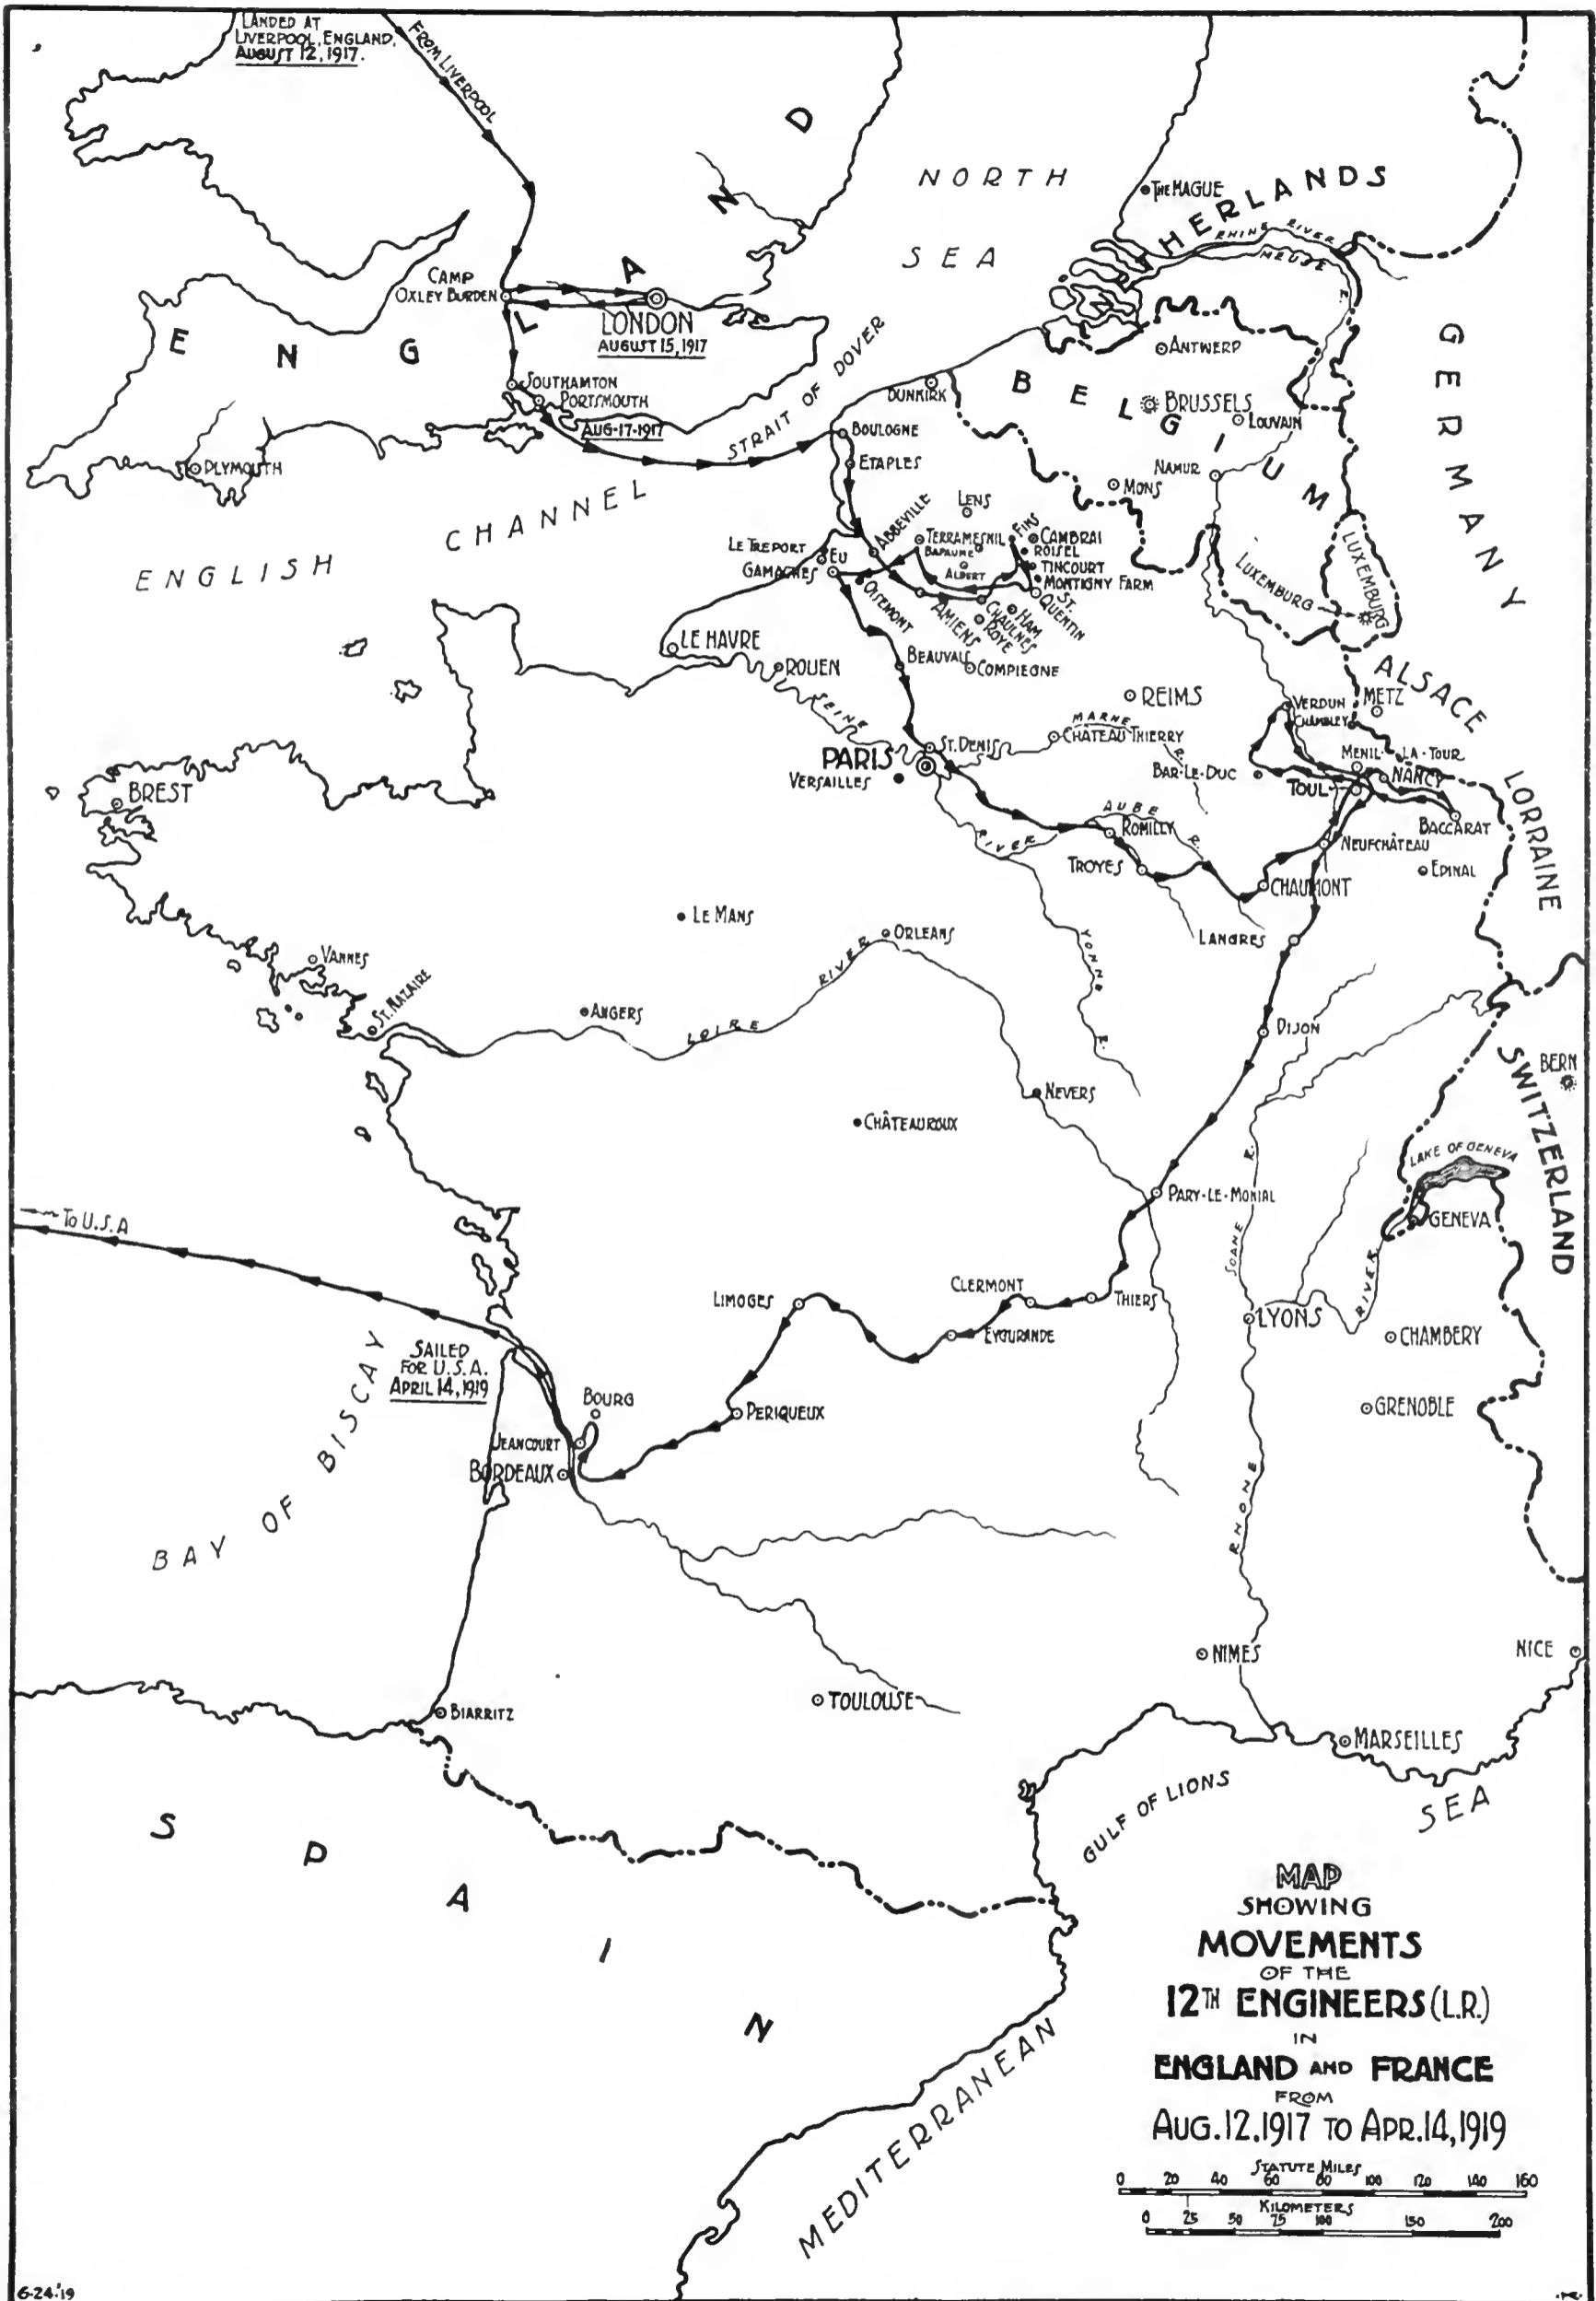 LANDED AT
LIVERPOOL, ENGLAND,
AUGUST 12, 1917.
FROM LIVERPOOL
NORTH
SEA
THE HAGUE
NETHERLANDS
RHINE RIVER
MEUSE
R.
CAMP
OXLEY BURDEN
LONDON
AUGUST 15, 1917
ENGLAND
SOUTHAMTON
PORTSMOUTH
AUG-17-1917
PLYMOUTH
STRAIT OF DOVER
ENGLISH CHANNEL
ANTWERP
BELGIUM
BRUSSELS
LOUVAIN
NAMUR
MONS
GERMANY
DUNKIRK
BOULOGNE
ETAPLES
LENS
ABBEVILLE
TERRAMESNIL
BAPAUME
ALBERT
FINS
CAMBRAI
ROISEL
TINCOURT
MONTIGNY FARM
ST.
QUENTIN
LE TREPORT
EU
GAMACHES
OISEMONT
AMIENS
CHAULNES
ROYE
HAM
LUXEMBURG
LUXEMBURG
LUXEMBURG
LE HAVRE
ROUEN
BEAUVAIS
COMPIEGNE
SEINE
REIMS
ALSACE
VERDUN
METZ
CHAMBLEY
MARNE
R.
CHATEAU THIERRY
ST. DENIS
PARIS
VERSAILLES
MENIL-LA-TOUR
BAR-LE-DUC
TOUL
NANCY
BACCARAT
LORRAINE
BREST
AUBE
R.
ROMILLY
RIVER
TROYES
NEUFCHÂTEAU
EPINAL
CHAUMONT
LE MANS
LANGRES
ORLEANS
YONNE
R.
VANNES
ST. NAZAIRE
ANGERS
LOIRE RIVER
DIJON
SWITZERLAND
BERN
NEVERS
CHÂTEAUROUX
LAKE OF GENEVA
PARY-LE-MONIAL
SOANE R.
GENEVA
TO U.S.A
RIVER
CLERMONT
LIMOGES
THIERS
LYONS
EYGURANDE
CHAMBERY
SAILED
FOR U.S.A.
APRIL 14, 1919
BOURG
PERIQUEUX
GRENOBLE
JEANCOURT
BORDEAUX
BAY OF BISCAY
RHONE
NIMES
NICE
TOULOUSE
BIARRITZ
MARSEILLES
GULF OF LIONS
SPAIN
MEDITERRANEAN
SEA
MAP
SHOWING
MOVEMENTS
OF THE
12TH ENGINEERS (L.R.)
IN
ENGLAND AND FRANCE
FROM
AUG. 12. 1917 TO APR. 14, 1919
STATUTE MILES
0 20 40 60 80 100 120 140 160
KILOMETERS
0 25 50 75 100 150 200
6-24-'19